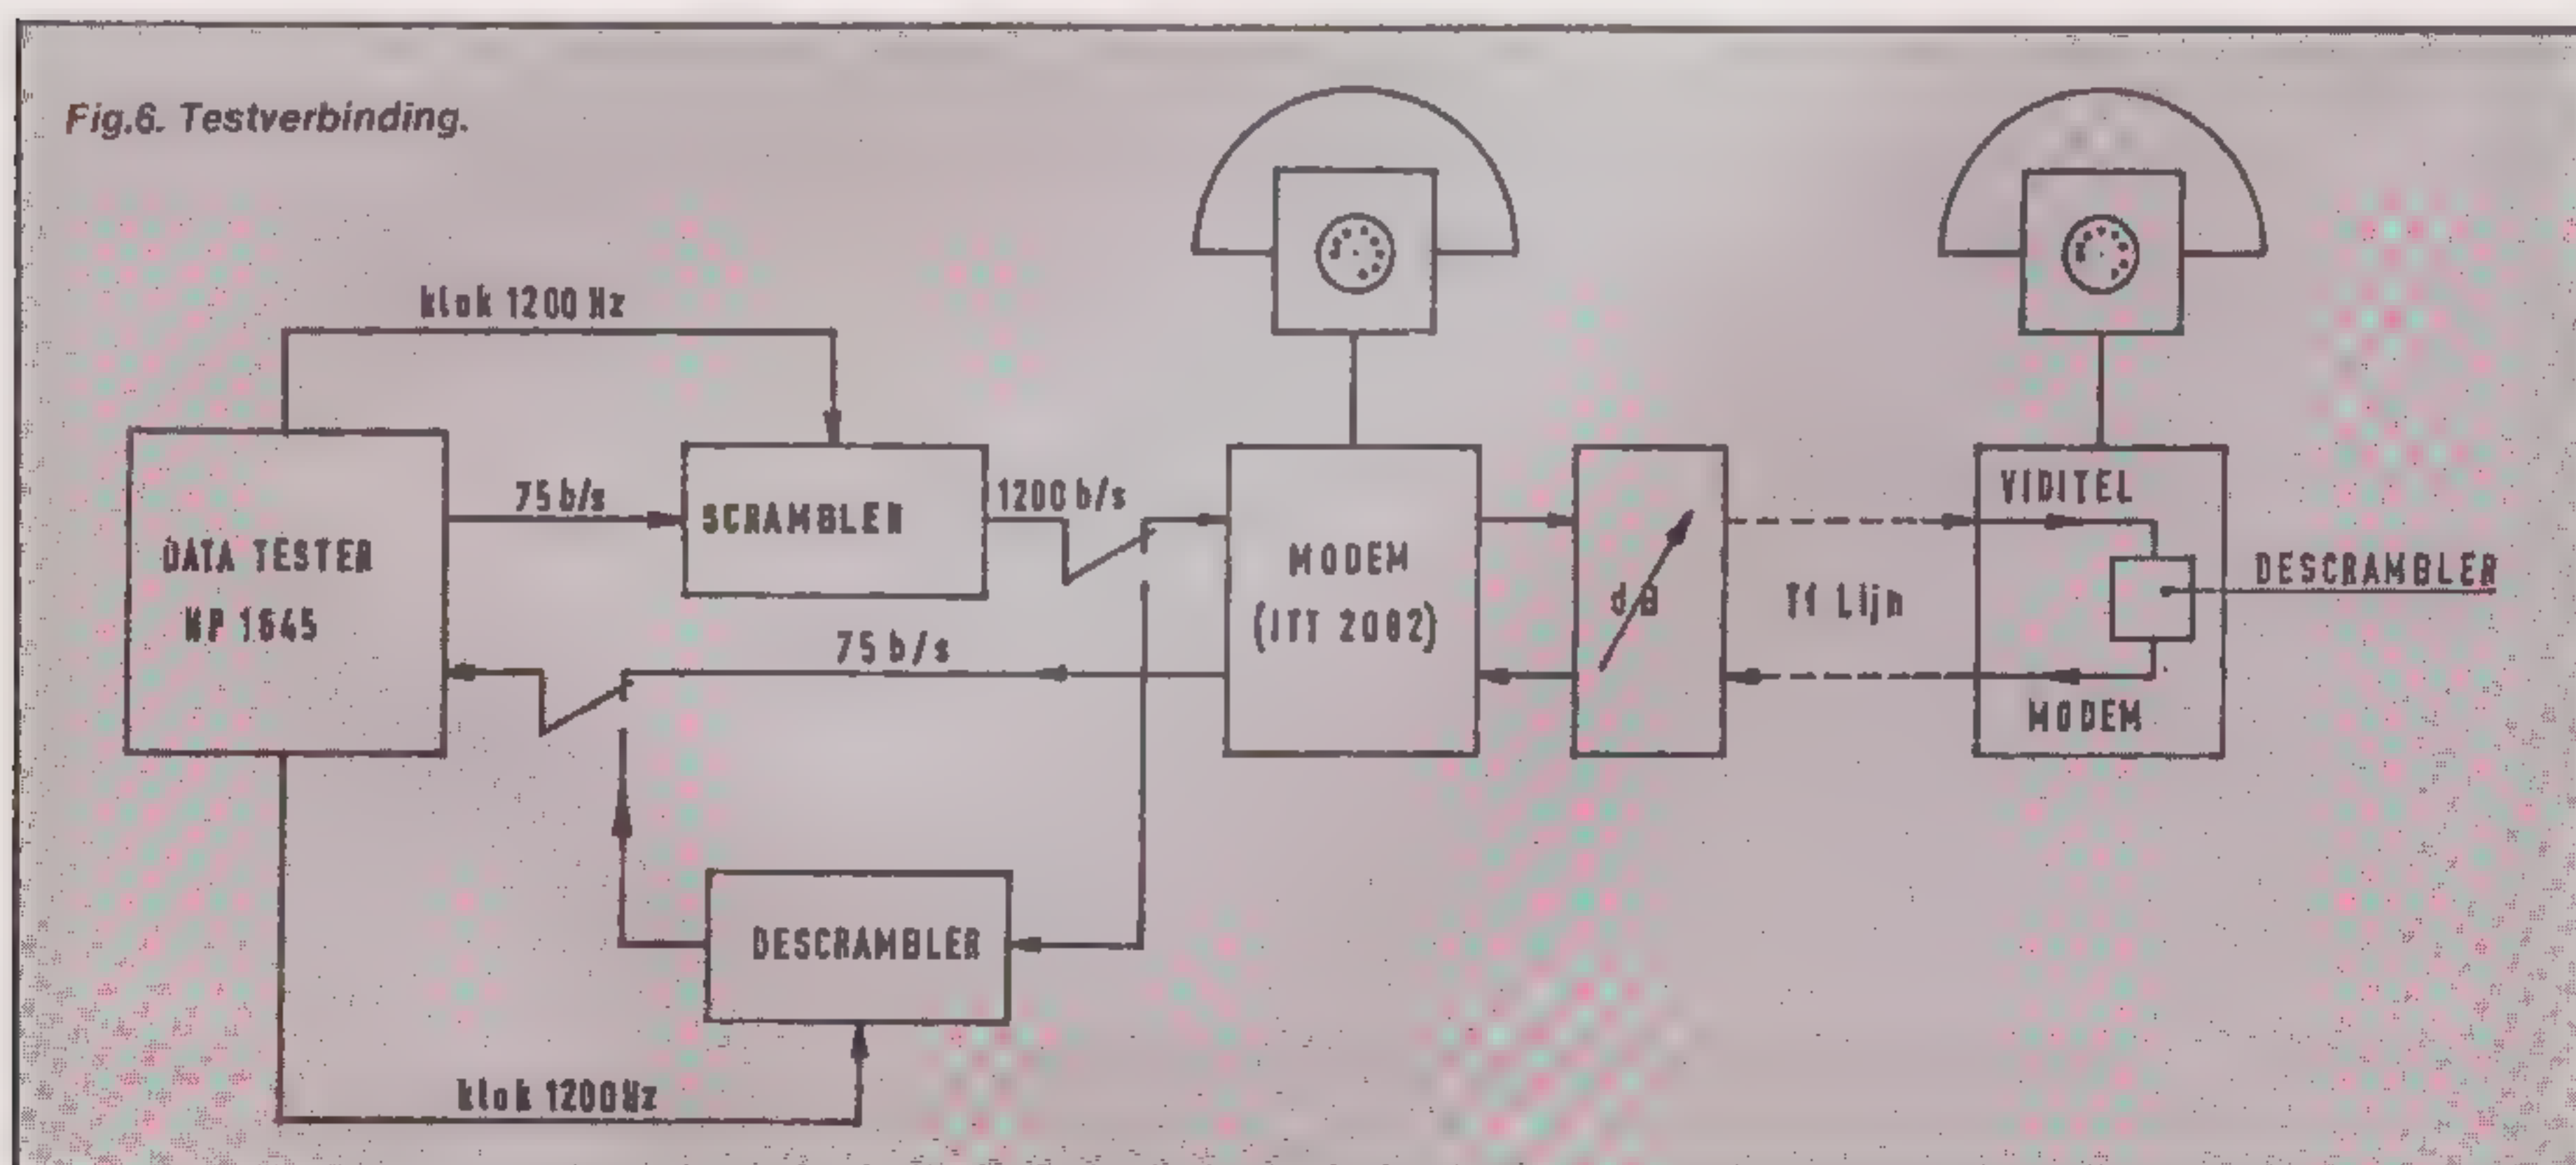 Fig.6. Testverbinding.
klok 1200 Hz
75 b/s
SCRAMBLER
1200 b/s
DATA TESTER
HP 1645
75 b/s
MODEM
(ITT 2082)
dB
Tf Lijn
VIDITEL
MODEM
DESCRAMBLER
DESCRAMBLER
klok 1200Hz